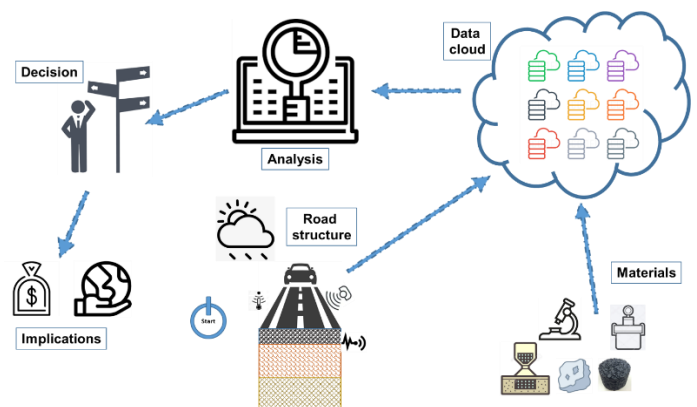 Data
cloud
Decision
Analysis
Road
structure
Materials
Start
$
Implications